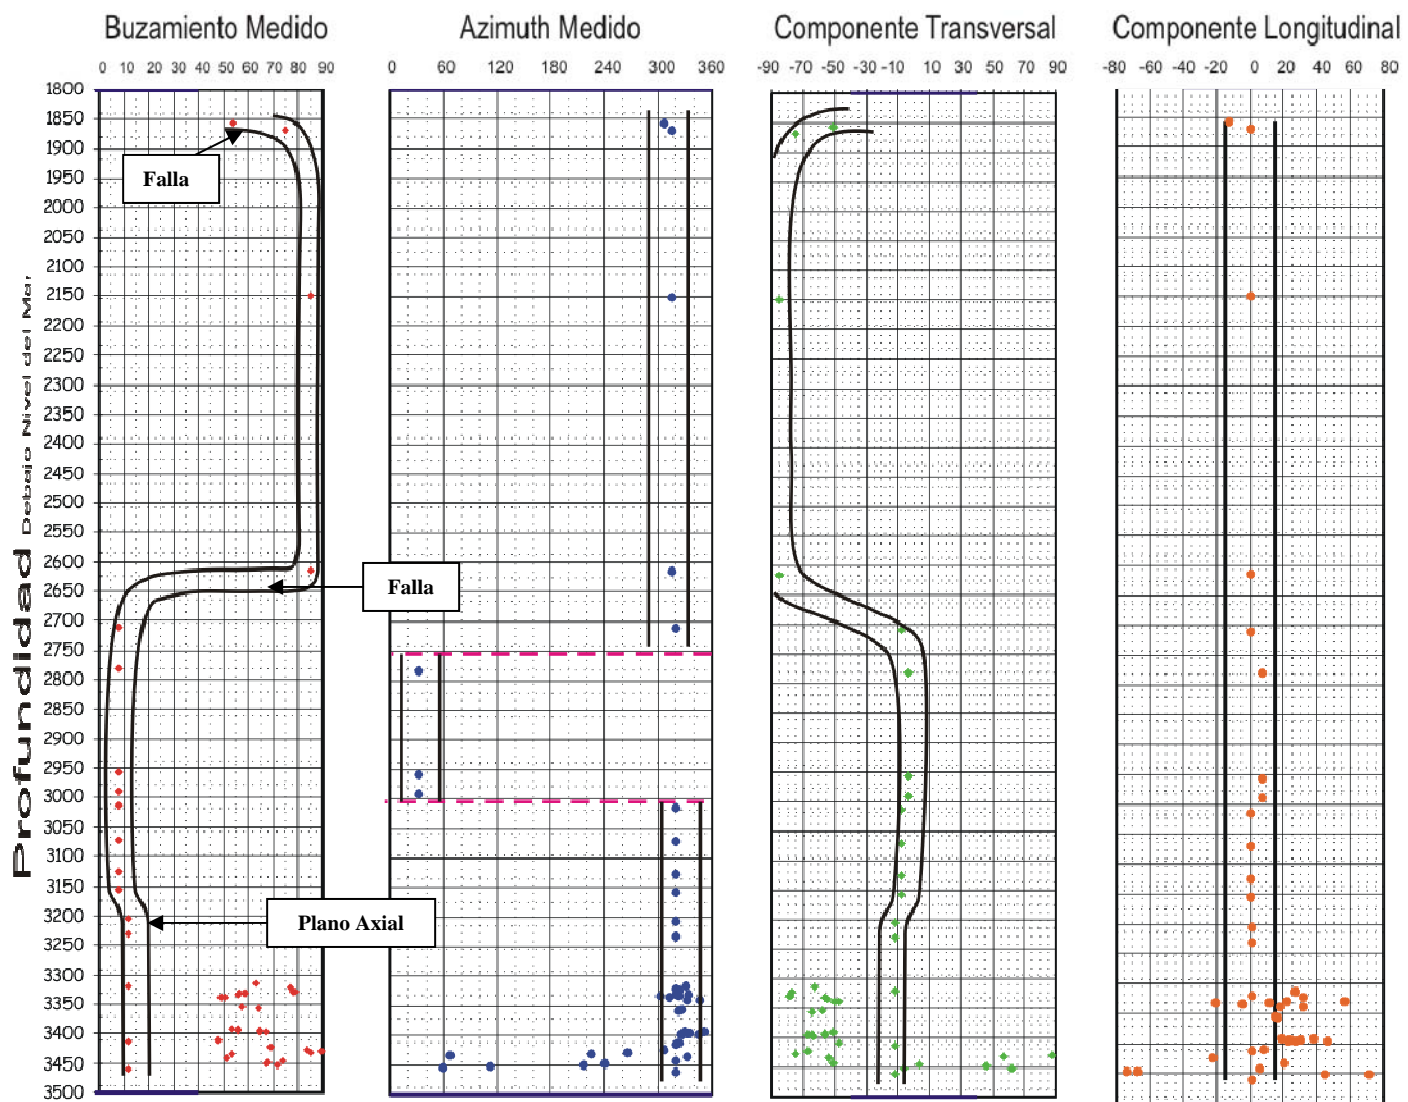 Buzamiento Medido
Azimuth Medido
Componente Transversal
Componente Longitudinal
0 10 20 30 40 50 60 70 80 90
0 60 120 180 240 300 360
-90 -70 -50 -30 -10 10 30 50 70 90
-80 -60 -40 -20 0 20 40 60 80
Profundidad Debajo Nivel del Mar
1800
1850
1900
1950
2000
2050
2100
2150
2200
2250
2300
2350
2400
2450
2500
2550
2600
2650
2700
2750
2800
2850
2900
2950
3000
3050
3100
3150
3200
3250
3300
3350
3400
3450
3500
Falla
Falla
Plano Axial